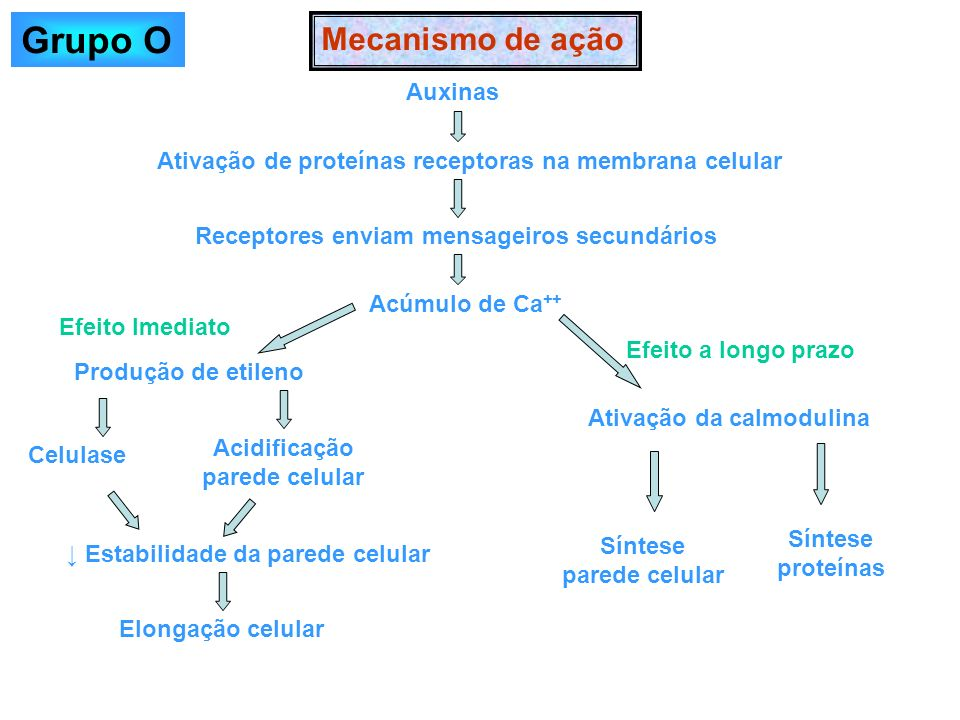 Grupo O
Mecanismo de ação
Auxinas
Ativação de proteínas receptoras na membrana celular
Receptores enviam mensageiros secundários
Acúmulo de Ca++
Efeito Imediato
Efeito a longo prazo
Produção de etileno
Ativação da calmodulina
Celulase
Acidificação
parede celular
↓ Estabilidade da parede celular
Síntese
parede celular
Síntese
proteínas
Elongação celular